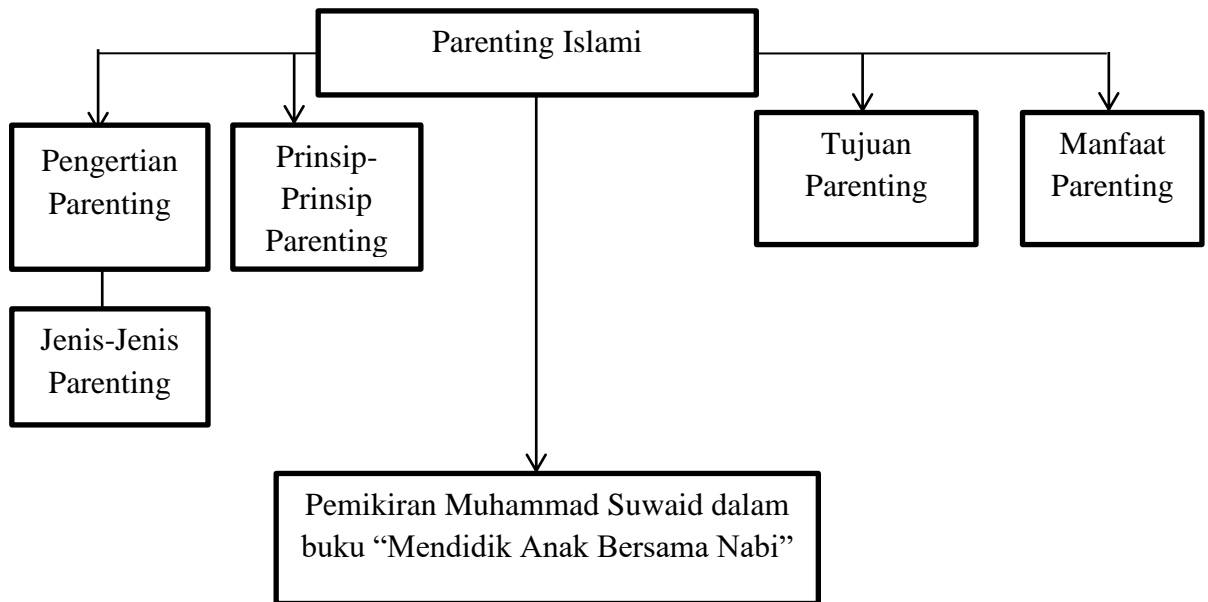 Parenting Islami
Pengertian
Parenting
Prinsip-
Prinsip
Parenting
Tujuan
Parenting
Manfaat
Parenting
Jenis-Jenis
Parenting
Pemikiran Muhammad Suwaid dalam
buku “Mendidik Anak Bersama Nabi”